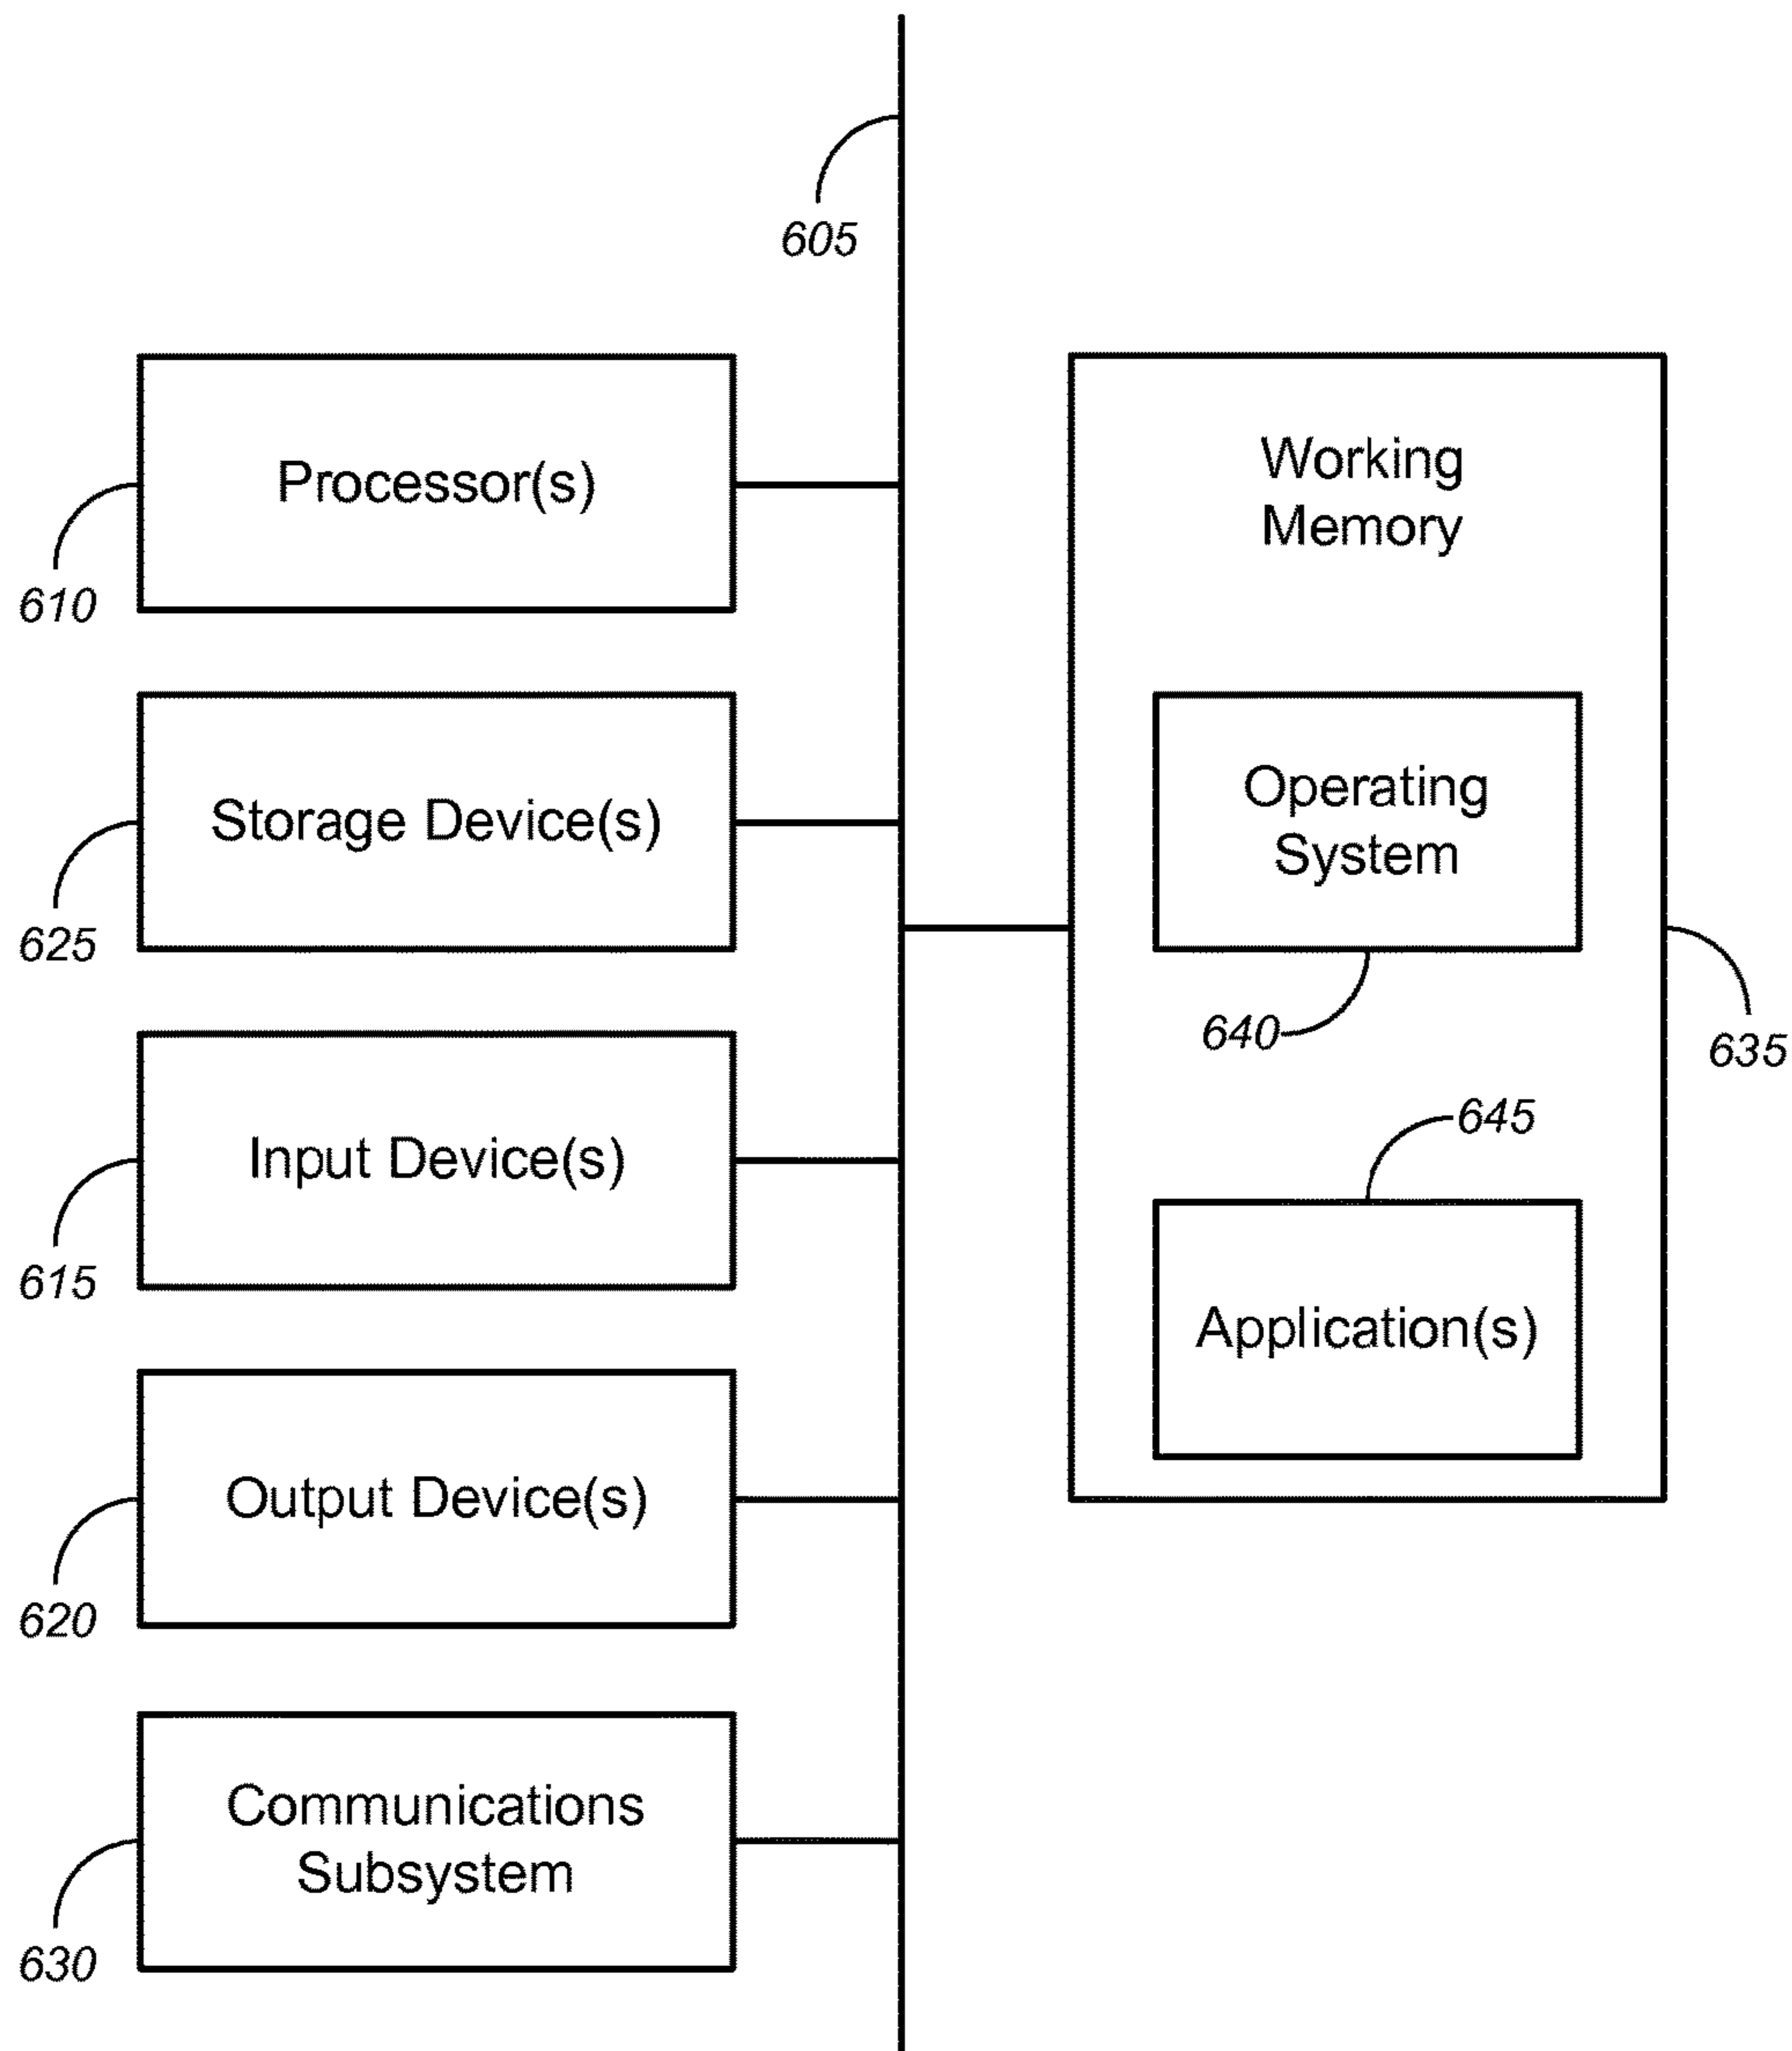 605
Processor(s)
610
Storage Device(s)
625
Input Device(s)
615
Output Device(s)
620
Communications
Subsystem
630
Working
Memory
Operating
System
640
635
645
Application(s)